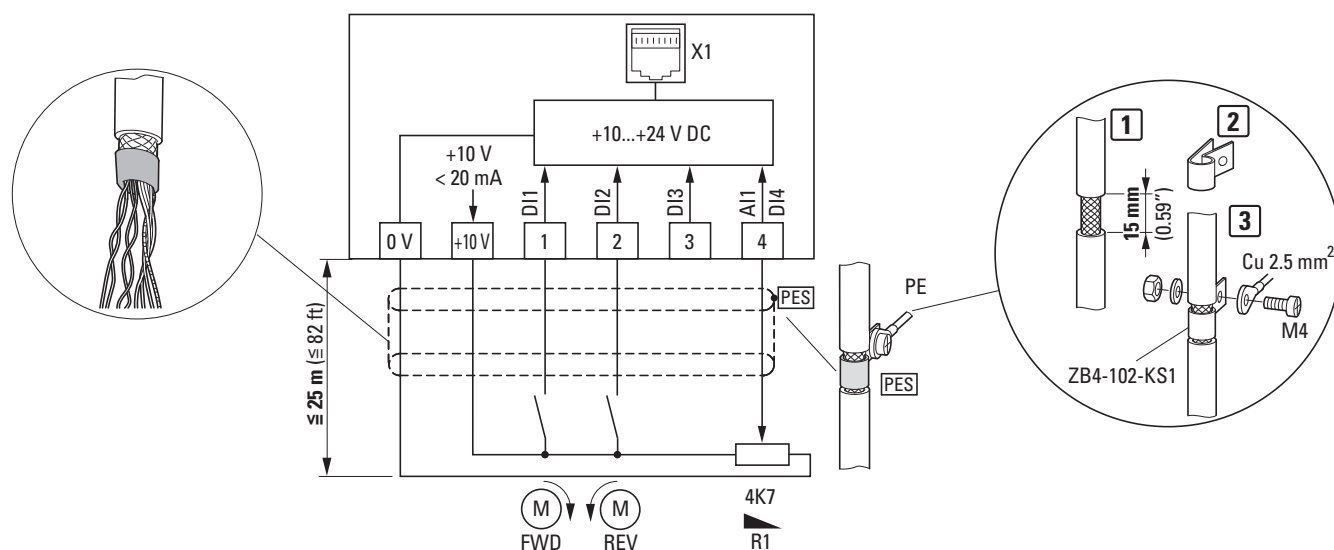 X1
+10...+24 V DC
+10 V
< 20 mA
DI1
DI2
DI3
AI1
DI4
0 V
+10 V
1
2
3
4
≦ 25 m (≦ 82 ft)
PES
PE
PES
4K7
R1
M
FWD
M
REV
1
2
15 mm
(0.59″)
3
Cu 2.5 mm²
M4
ZB4-102-KS1